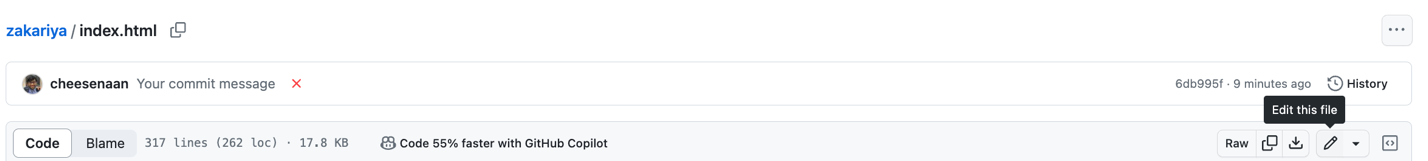 zakariya / index.html
cheesenaan Your commit message 6db995f · 9 minutes ago History
Edit this file
Code Blame 317 lines (262 loc) · 17.8 KB Code 55% faster with GitHub Copilot Raw